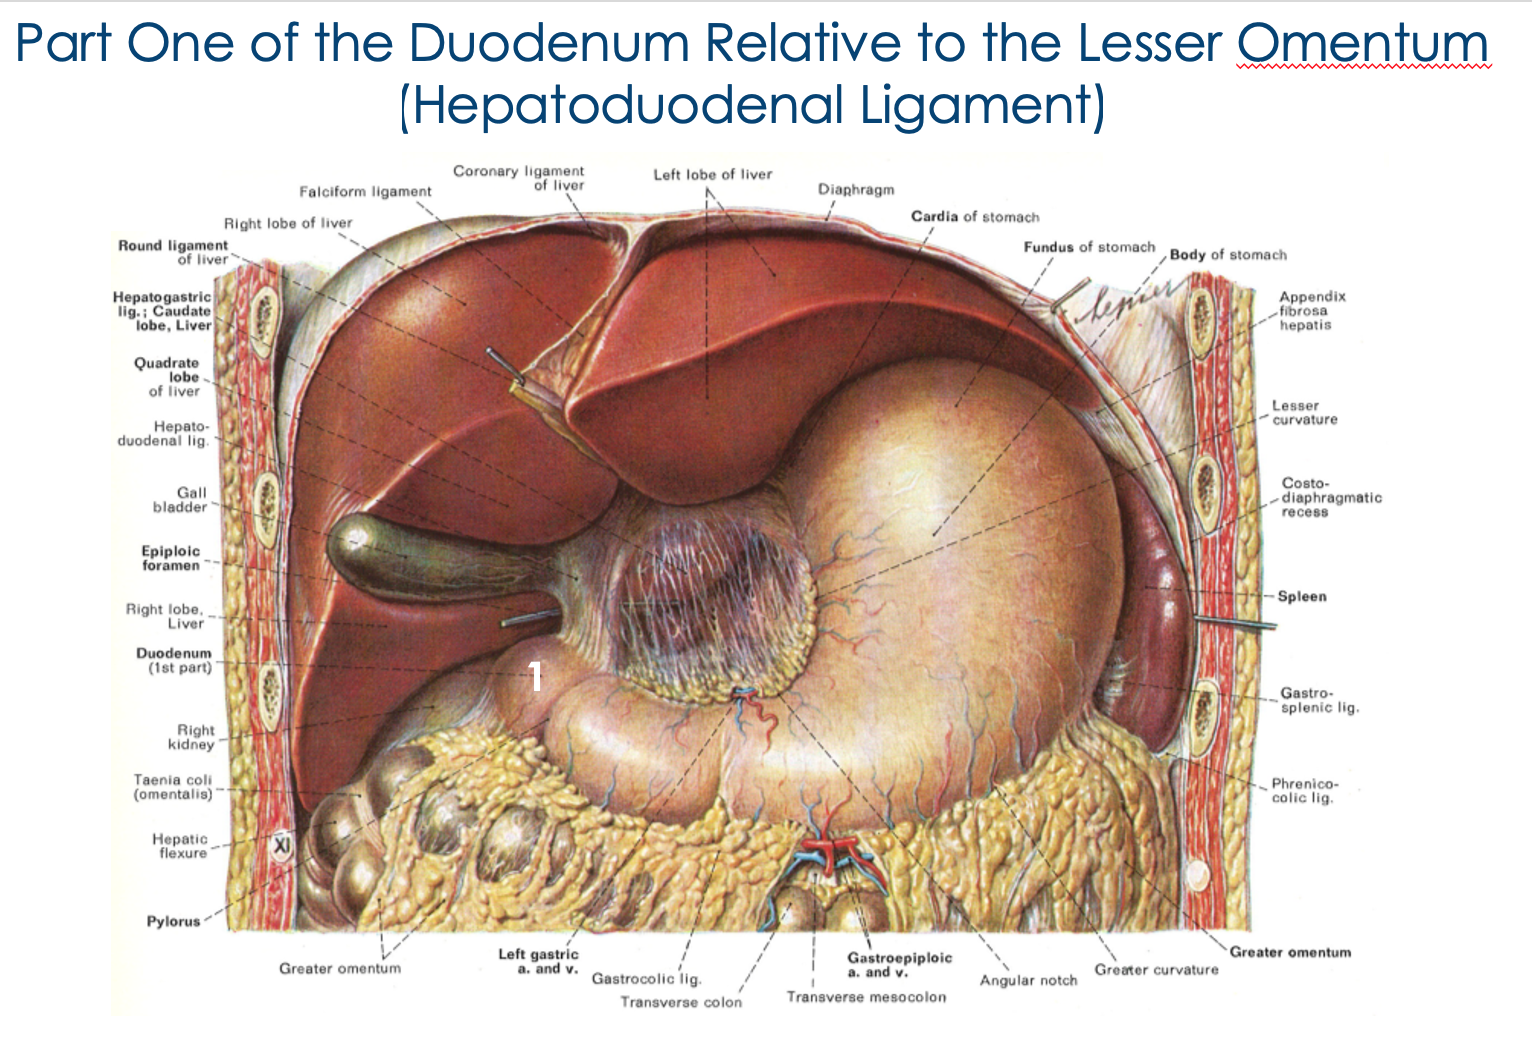 Part One of the Duodenum Relative to the Lesser Omentum
(Hepatoduodenal Ligament)
Coronary ligament
of liver
Left lobe of liver
Diaphragm
Falciform ligament
Cardia of stomach
Right lobe of liver
Fundus of stomach
Body of stomach
Round ligament
of liver
Hepatogastric
lig.; Caudate
lobe, Liver
Quadrate
lobe
of liver
Hepato-
duodenal lig.
Gall
bladder
Epiploic
foramen
Right lobe,
Liver
Duodenum
(1st part)
Right
kidney
Taenia coli
(omentalis)
Hepatic
flexure
Pylorus
1
XI
Appendix
fibrosa
hepatis
Lesser
curvature
Costo-
diaphragmatic
recess
Spleen
Gastro-
splenic lig.
Phrenico-
colic lig.
Greater omentum
Greater omentum
Left gastric
a. and v.
Gastrocolic lig.
Transverse colon
Gastroepiploic
a. and v.
Transverse mesocolon
Angular notch
Greater curvature